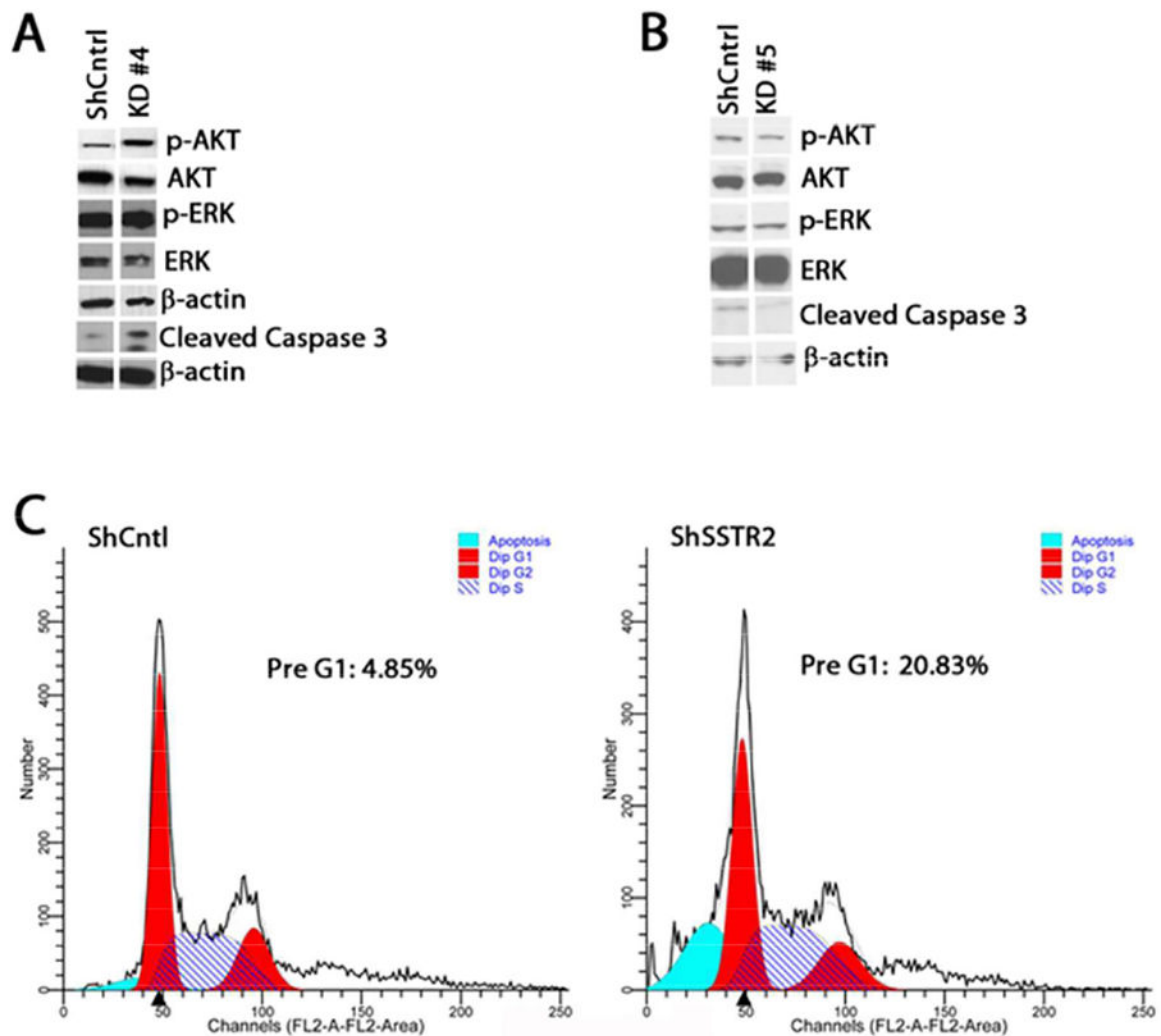 A
ShCntrl
KD #4
p-AKT
AKT
p-ERK
ERK
β-actin
Cleaved Caspase 3
β-actin
B
ShCntrl
KD #5
p-AKT
AKT
p-ERK
ERK
Cleaved Caspase 3
β-actin
C
ShCntl
Apoptosis
Dip G1
Dip G2
Dip S
Pre G1: 4.85%
Number
0 100 200 300 400 500
0 50 100 150 200 250
Channels (FL2-A-FL2-Area)
ShSSTR2
Apoptosis
Dip G1
Dip G2
Dip S
Pre G1: 20.83%
Number
0 100 200 300 400
0 50 100 150 200 250
Channels (FL2-A-FL2-Area)